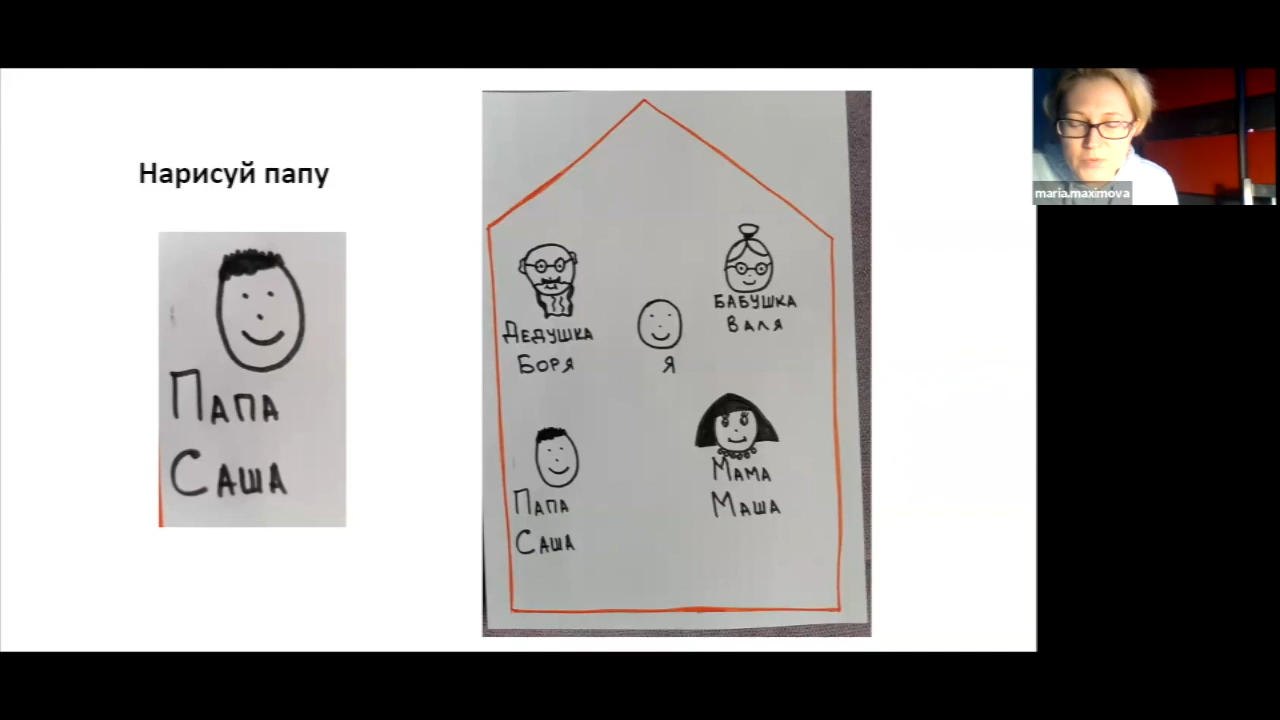 Нарисуй папу
Папа
Саша
Дедушка
Боря
Бабушка
Валя
Я
Папа
Саша
Мама
Маша
maria.maximova